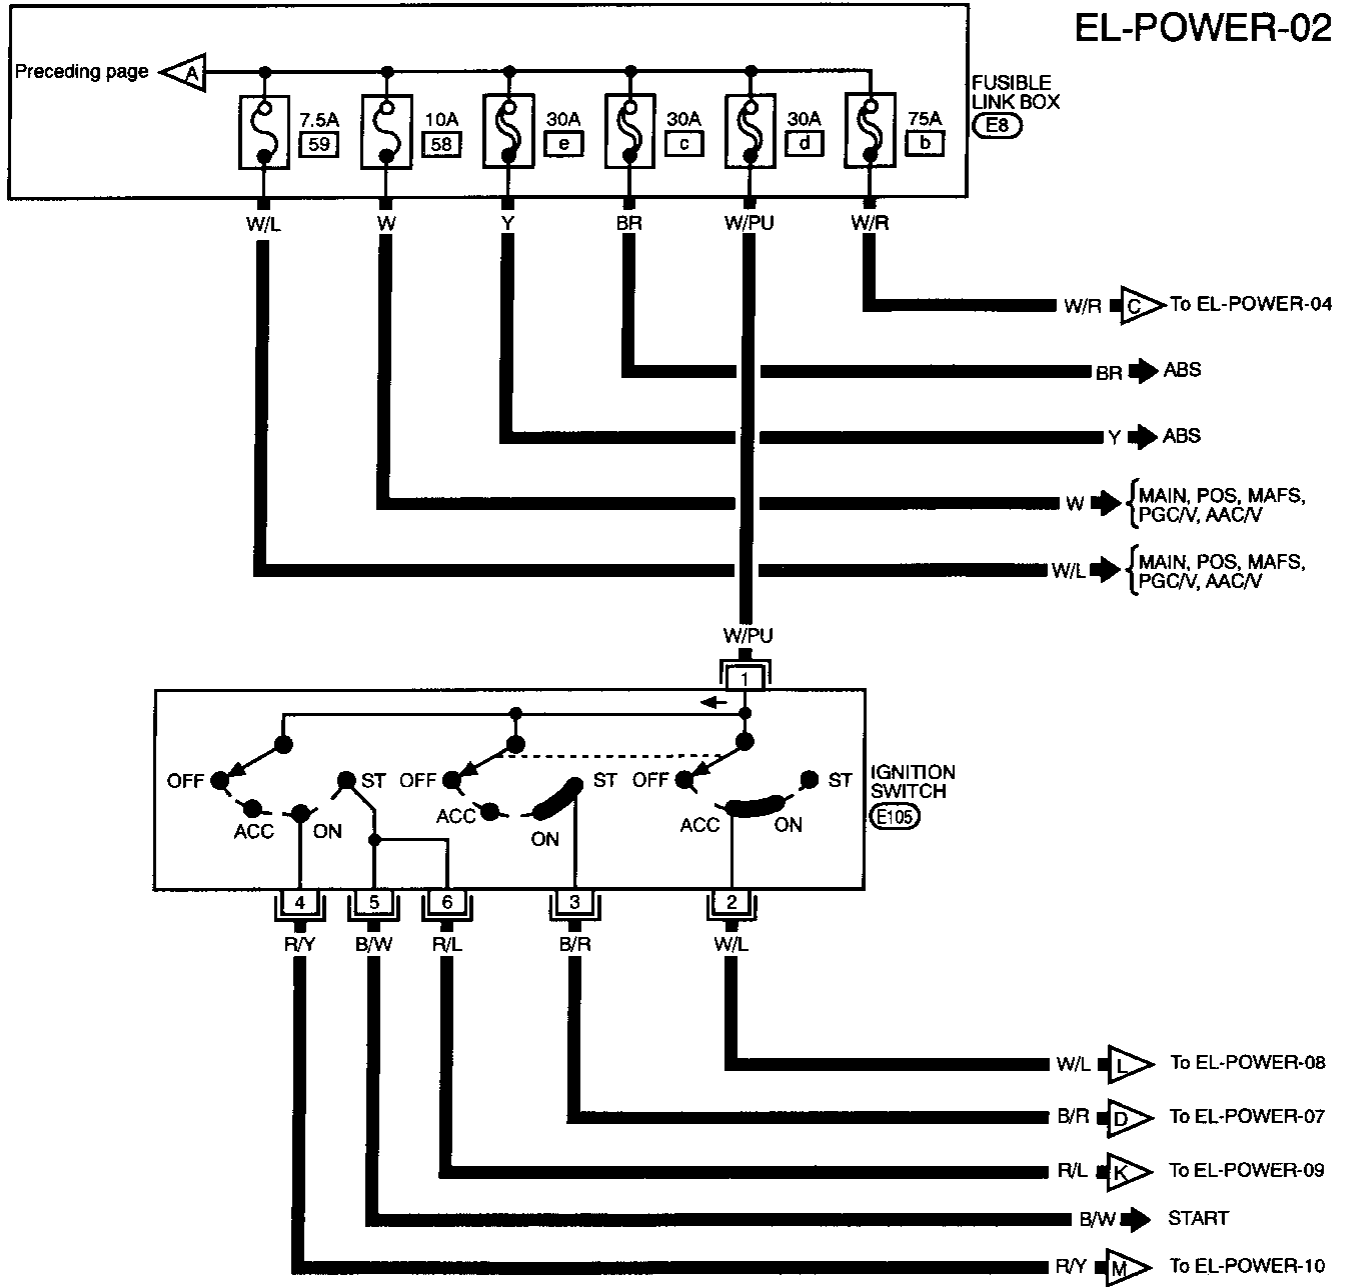 EL-POWER-02
Preceding page A
7.5A 10A 30A 30A 30A 75A
59 58 e c d b
FUSIBLE
LINK BOX
E8
W/L W Y BR W/PU W/R
W/R C To EL-POWER-04
BR ABS
Y ABS
W MAIN, POS, MAFS,
PGC/V, AAC/V
W/L MAIN, POS, MAFS,
PGC/V, AAC/V
W/PU
1
OFF ST OFF ST OFF ST
ACC ON ACC ON ACC ON
IGNITION
SWITCH
E105
4 5 6 3 2
R/Y B/W R/L B/R W/L
W/L L To EL-POWER-08
B/R D To EL-POWER-07
R/L K To EL-POWER-09
B/W START
R/Y M To EL-POWER-10